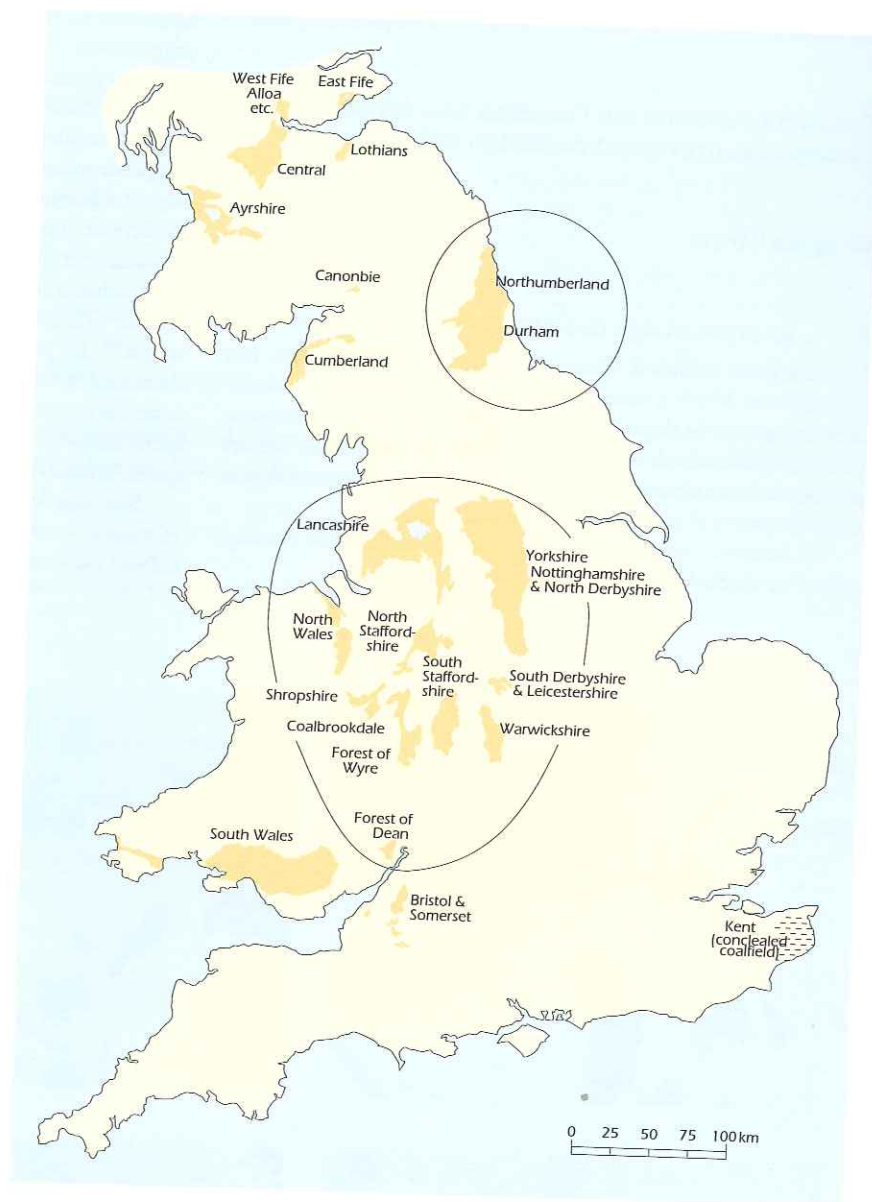 West Fife
Alloa
etc.
East Fife
Lothians
Central
Ayrshire
Canonbie
Northumberland
Durham
Cumberland
Lancashire
Yorkshire
Nottinghamshire
& North Derbyshire
North
Wales
North
Stafford-
shire
South
Stafford-
shire
South Derbyshire
& Leicestershire
Shropshire
Coalbrookdale
Warwickshire
Forest of
Wyre
Forest of
Dean
South Wales
Bristol &
Somerset
Kent
(conclealed
coalfield)
0 25 50 75 100 km